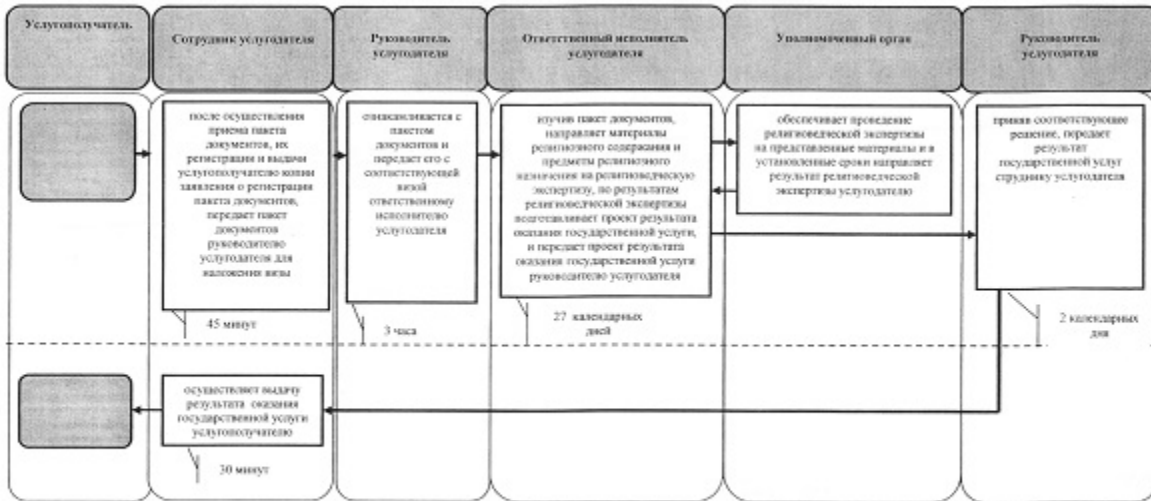 Услугополучатель
Сотрудник услугодателя
Руководитель
услугодателя
Ответственный исполнитель
услугодателя
Уполномоченный орган
Руководитель
услугодателя
после осуществления
приема пакета
документов, их
регистрации и выдачи
услугополучателю копии
заявления о регистрации
пакета документов,
передает пакет
документов
руководителю
услугодателя для
наложения визы
45 минут
ознакамливается с
пакетом
документов и
передает его с
соответствующей
визой
ответственному
исполнителю
услугодателя
3 часа
изучив пакет документов,
направляет материалы
религиозного содержания и
предметы религиозного
назначения на религиоведческую
экспертизу, по результатам
религиоведческой экспертизы
подготавливает проект результата
оказания государственной услуги,
и передает проект результата
оказания государственной услуги
руководителю услугодателя
27 календарных
дней
обеспечивает проведение
религиоведческой экспертизы
на представленные материалы и в
установленные сроки направляет
результат религиоведческой
экспертизы услугодателю
приняв соответствующее
решение, передает
результат
государственной услуг
струднику услугодателя
2 календарных
дня
осуществляет выдачу
результата оказания
государственной услуги
услугополучателю
30 минут